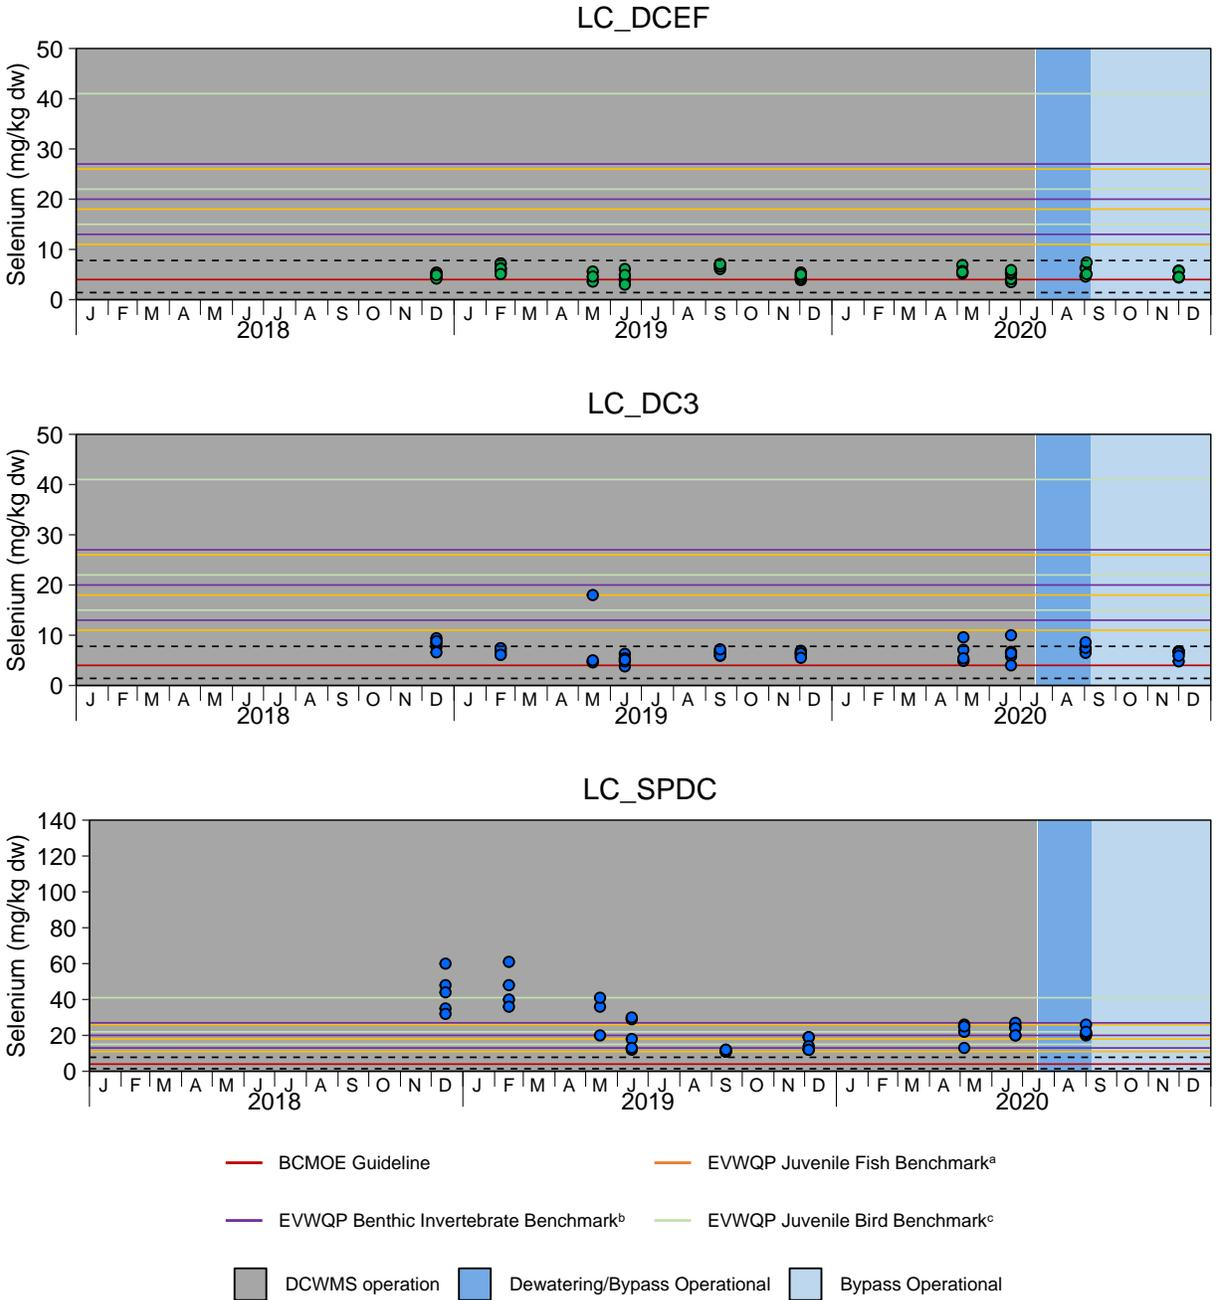 LC_DCEF
Selenium (mg/kg dw)
50
40
30
20
10
0
J F M A M J J A S O N D J F M A M J J A S O N D J F M A M J J A S O N D
2018 2019 2020
LC_DC3
Selenium (mg/kg dw)
50
40
30
20
10
0
J F M A M J J A S O N D J F M A M J J A S O N D J F M A M J J A S O N D
2018 2019 2020
LC_SPDC
Selenium (mg/kg dw)
140
120
100
80
60
40
20
0
J F M A M J J A S O N D J F M A M J J A S O N D J F M A M J J A S O N D
2018 2019 2020
BCMOE Guideline EVWQP Juvenile Fish Benchmarkᵃ
EVWQP Benthic Invertebrate Benchmarkᵇ EVWQP Juvenile Bird Benchmarkᶜ
DCWMS operation Dewatering/Bypass Operational Bypass Operational